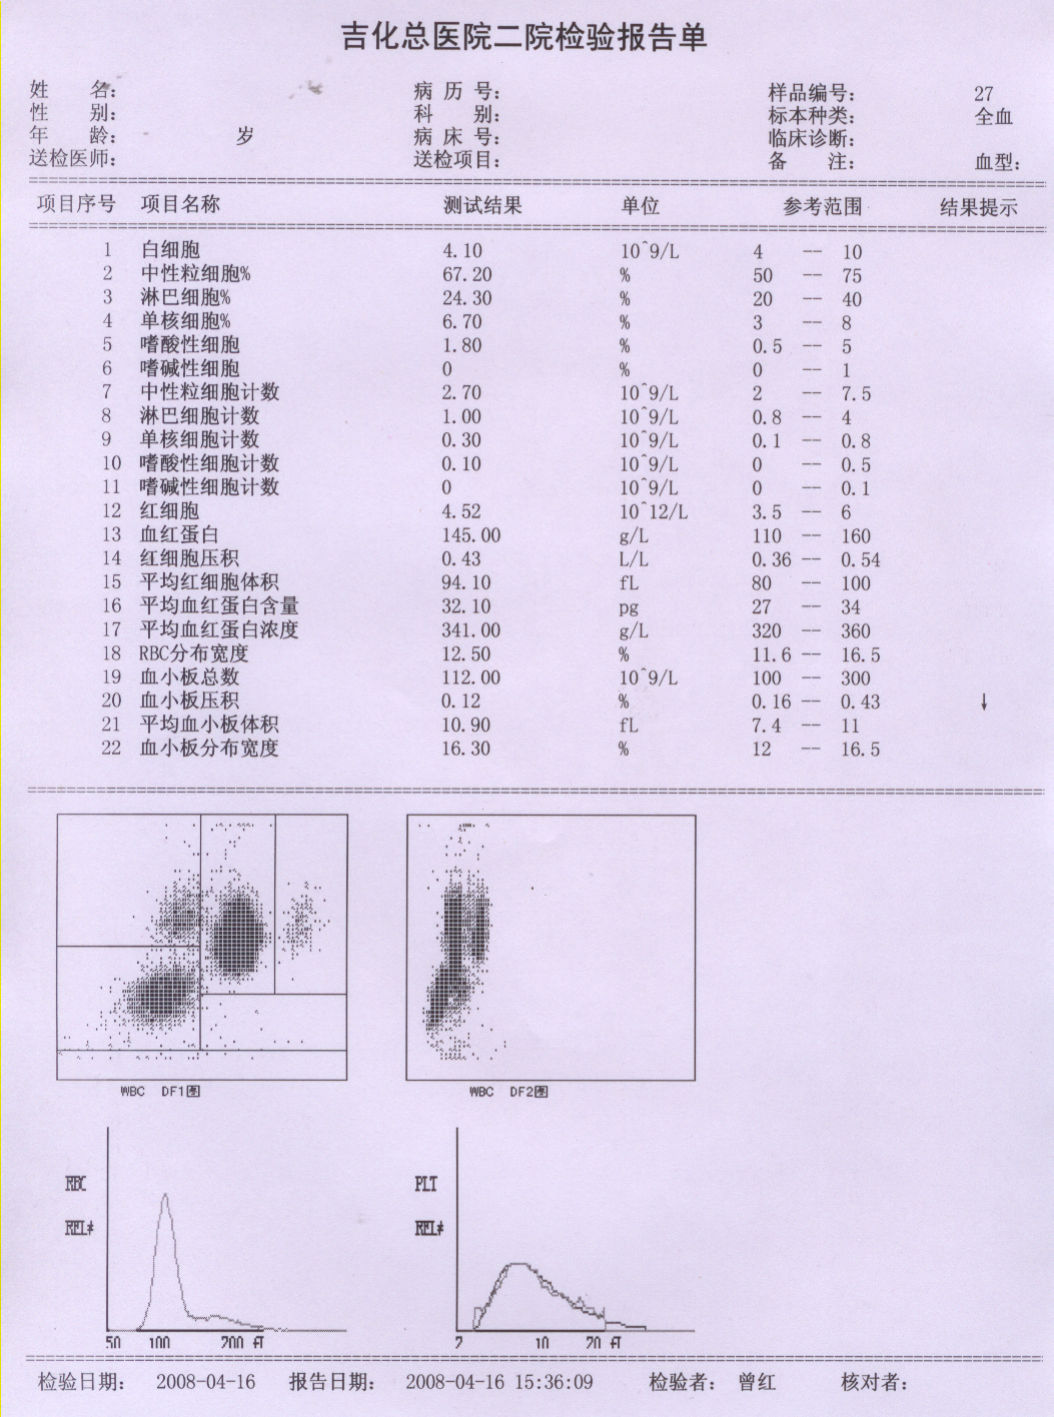 吉化总医院二院检验报告单
姓 名: 病 历 号: 样品编号: 27
性 别: 科 别: 标本种类: 全血
年 龄: 岁 病 床 号: 临床诊断:
送检医师: 送检项目: 备 注: 血型:
项目序号 项目名称 测试结果 单位 参考范围 结果提示
1 白细胞 4.10 10^9/L 4 -- 10
2 中性粒细胞% 67.20 % 50 -- 75
3 淋巴细胞% 24.30 % 20 -- 40
4 单核细胞% 6.70 % 3 -- 8
5 嗜酸性细胞 1.80 % 0.5 -- 5
6 嗜碱性细胞 0 % 0 -- 1
7 中性粒细胞计数 2.70 10^9/L 2 -- 7.5
8 淋巴细胞计数 1.00 10^9/L 0.8 -- 4
9 单核细胞计数 0.30 10^9/L 0.1 -- 0.8
10 嗜酸性细胞计数 0.10 10^9/L 0 -- 0.5
11 嗜碱性细胞计数 0 10^9/L 0 -- 0.1
12 红细胞 4.52 10^12/L 3.5 -- 6
13 血红蛋白 145.00 g/L 110 -- 160
14 红细胞压积 0.43 L/L 0.36 -- 0.54
15 平均红细胞体积 94.10 fL 80 -- 100
16 平均血红蛋白含量 32.10 pg 27 -- 34
17 平均血红蛋白浓度 341.00 g/L 320 -- 360
18 RBC分布宽度 12.50 % 11.6 -- 16.5
19 血小板总数 112.00 10^9/L 100 -- 300
20 血小板压积 0.12 % 0.16 -- 0.43 ↓
21 平均血小板体积 10.90 fL 7.4 -- 11
22 血小板分布宽度 16.30 % 12 -- 16.5
WBC DF1图 WBC DF2图
RBC PLT
REL# REL#
50 100 200 fl 2 10 20 fl
检验日期: 2008-04-16 报告日期: 2008-04-16 15:36:09 检验者: 曾红 核对者: